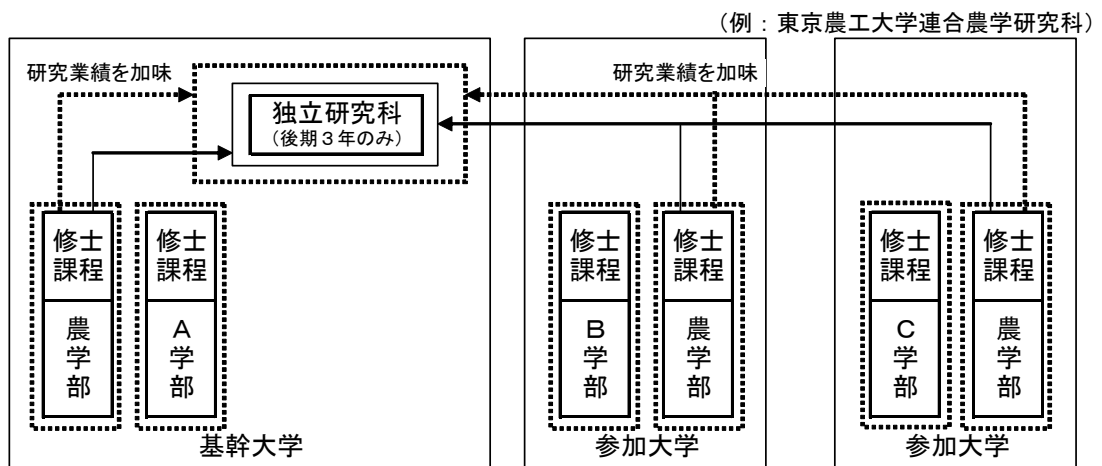 （例：東京農工大学連合農学研究科）
研究業績を加味
研究業績を加味
独立研究科
（後期３年のみ）
修士
課程
農
学
部
修士
課程
Ａ
学
部
修士
課程
Ｂ
学
部
修士
課程
農
学
部
修士
課程
Ｃ
学
部
修士
課程
農
学
部
基幹大学
参加大学
参加大学